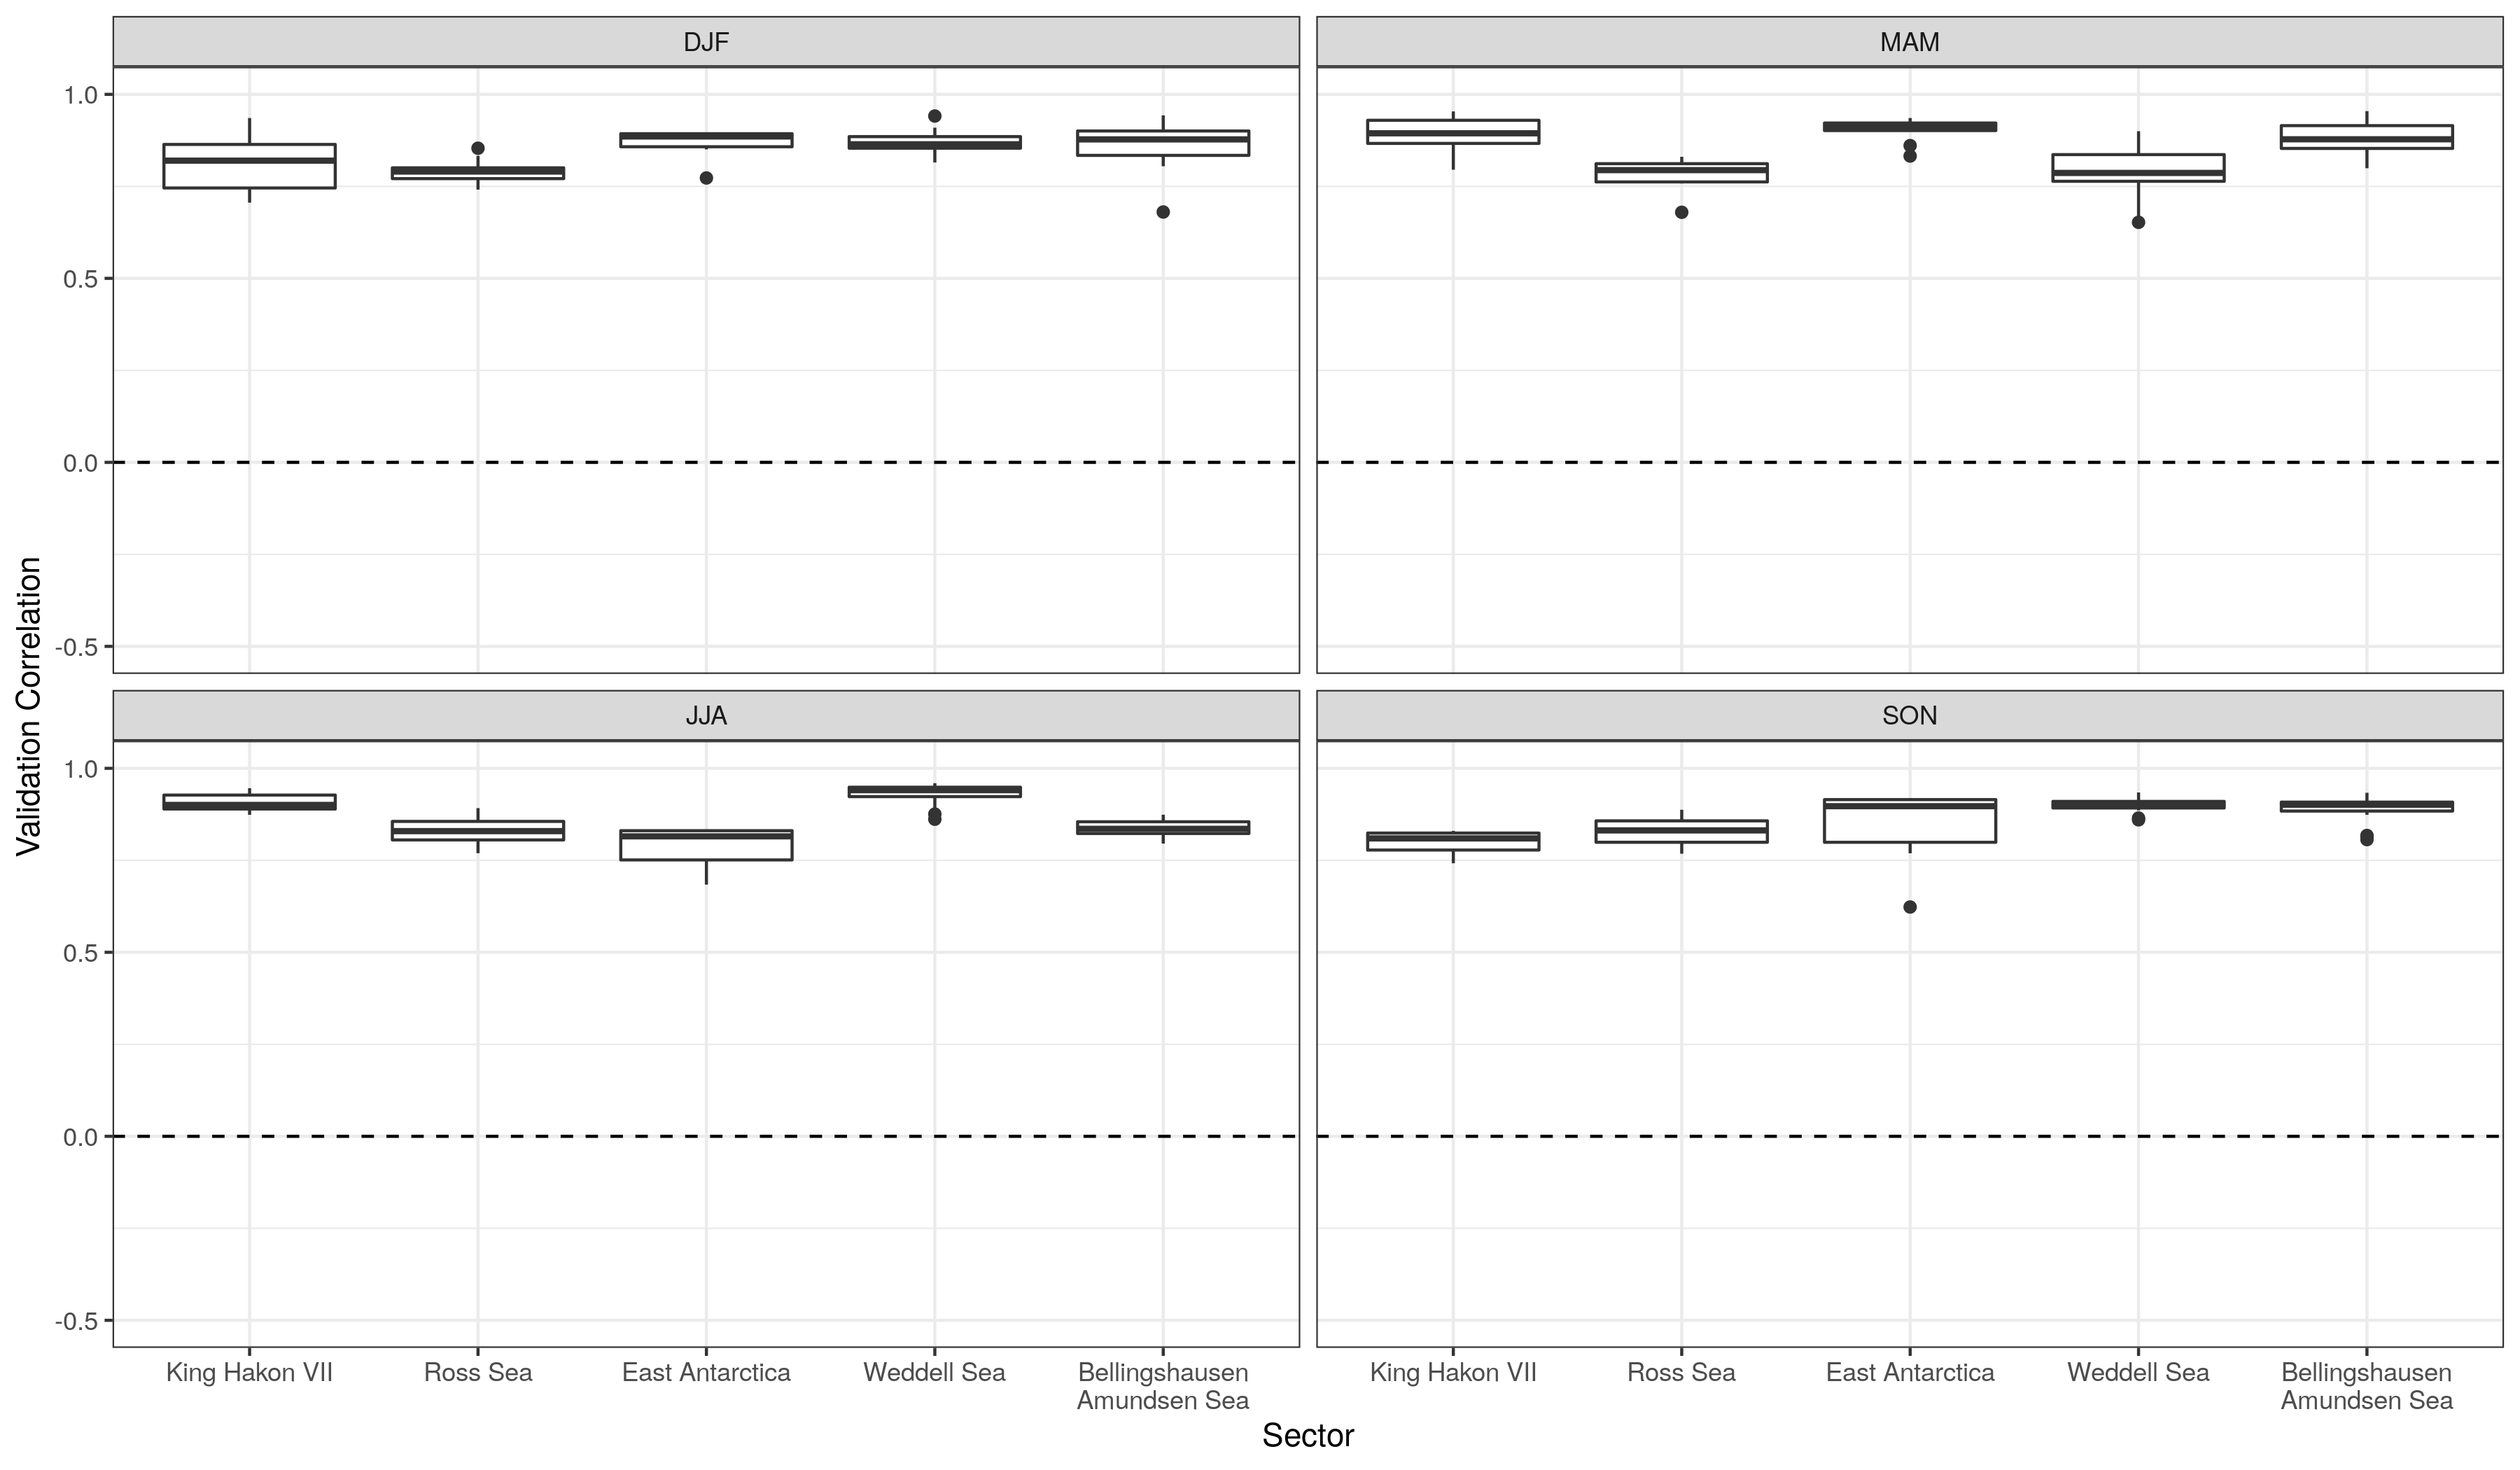 DJF
MAM
1.0
0.5
0.0
-0.5
Validation Correlation
JJA
SON
1.0
0.5
0.0
-0.5
King Hakon VII
Ross Sea
East Antarctica
Weddell Sea
Bellingshausen
Amundsen Sea
King Hakon VII
Ross Sea
East Antarctica
Weddell Sea
Bellingshausen
Amundsen Sea
Sector